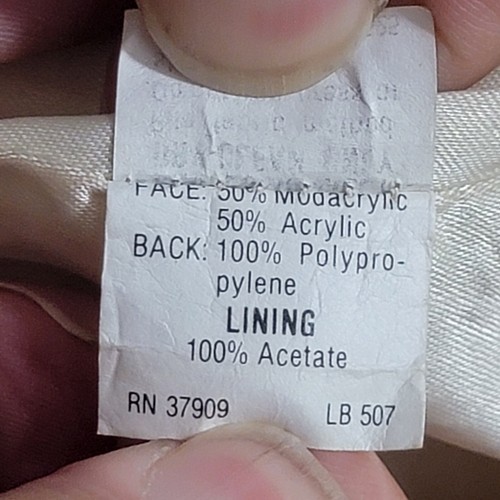 FACE: 50% Modacrylic
50% Acrylic
BACK: 100% Polypro-
pylene
LINING
100% Acetate
RN 37909 LB 507